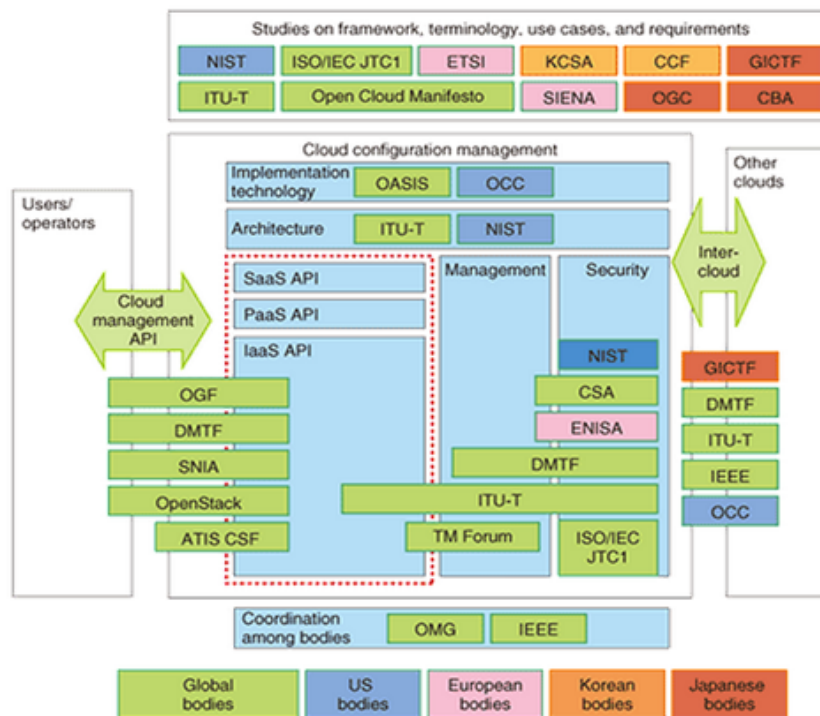 Studies on framework, terminology, use cases, and requirements
NIST
ISO/IEC JTC1
ETSI
KCSA
CCF
GICTF
ITU-T
Open Cloud Manifesto
SIENA
OGC
CBA
Cloud configuration management
Implementation
technology
OASIS
OCC
Architecture
ITU-T
NIST
Users/
operators
Other
clouds
Cloud
management
API
Inter-
cloud
SaaS API
PaaS API
IaaS API
Management
Security
NIST
CSA
ENISA
DMTF
ITU-T
TM Forum
ISO/IEC
JTC1
OGF
DMTF
SNIA
OpenStack
ATIS CSF
GICTF
DMTF
ITU-T
IEEE
OCC
Coordination
among bodies
OMG
IEEE
Global
bodies
US
bodies
European
bodies
Korean
bodies
Japanese
bodies